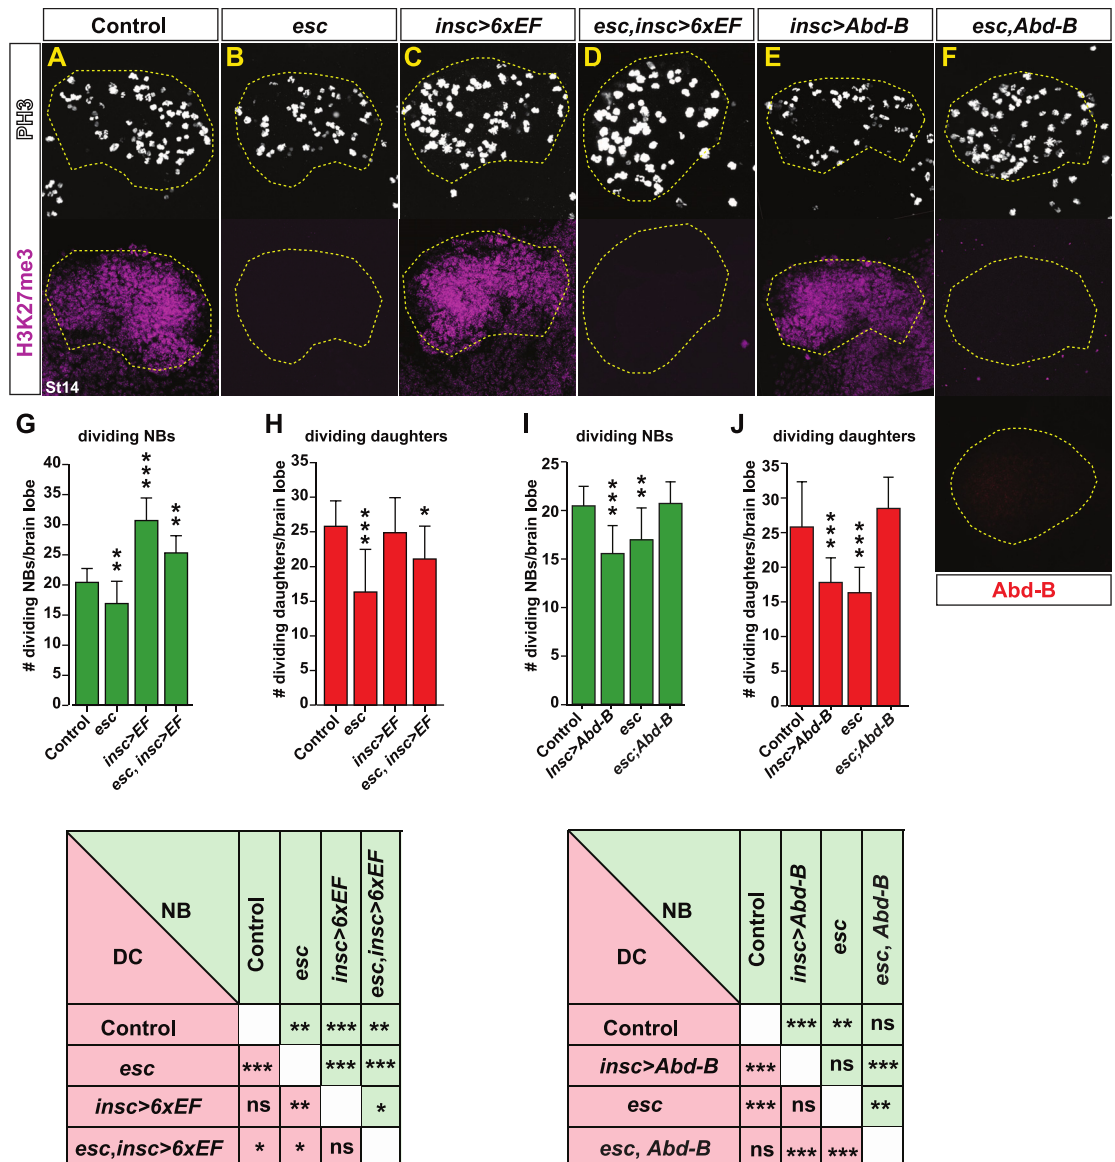 Control esc insc>6xEF esc,insc>6xEF insc>Abd-B esc,Abd-B
A B C D E F
PH3
H3K27me3
St14
Abd-B
G
dividing NBs
# dividing NBs/brain lobe
40
35
30
25
20
15
10
5
0
** *** **
Control esc insc>EF esc, insc>EF
H
dividing daughters
# dividing daughters/brain lobe
35
30
25
20
15
10
5
0
*** *
Control esc insc>EF esc, insc>EF
I
dividing NBs
# dividing NBs/brain lobe
25
20
15
10
5
0
*** **
Control Insc>Abd-B esc esc;Abd-B
J
dividing daughters
# dividing daughters/brain lobe
35
30
25
20
15
10
5
0
*** ***
Control Insc>Abd-B esc esc;Abd-B
NB
DC
Control esc insc>6xEF esc,insc>6xEF
Control ** *** **
esc *** *** ***
insc>6xEF ns ** *
esc,insc>6xEF * * ns
NB
DC
Control insc>Abd-B esc esc, Abd-B
Control *** ** ns
insc>Abd-B *** ns ***
esc *** ns **
esc, Abd-B ns *** ***